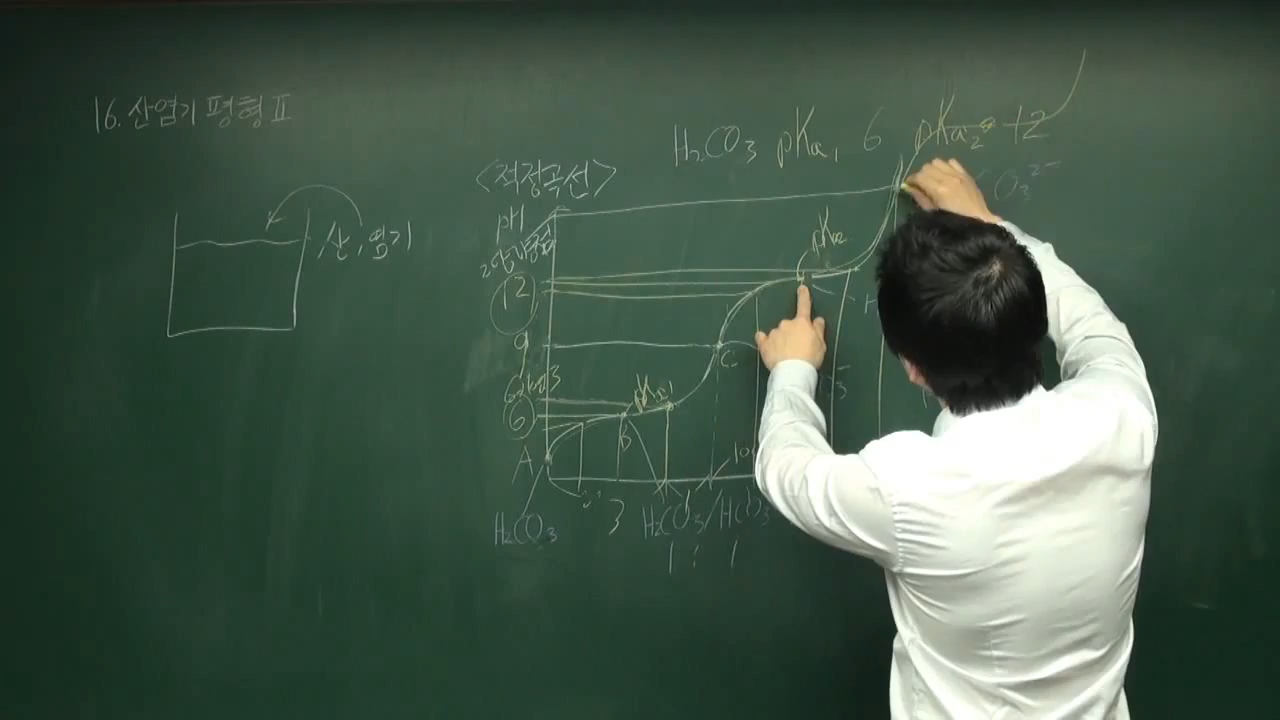 16. 산염기 평형 II
H₂CO₃ pKa₁ 6 pKa₂ 12
<적정곡선>
CO₃²⁻
pH
산, 염기
pKa2
12
9
C
pKa1
6
A
B
H₂CO₃
H₂CO₃/HCO₃
1 : 1